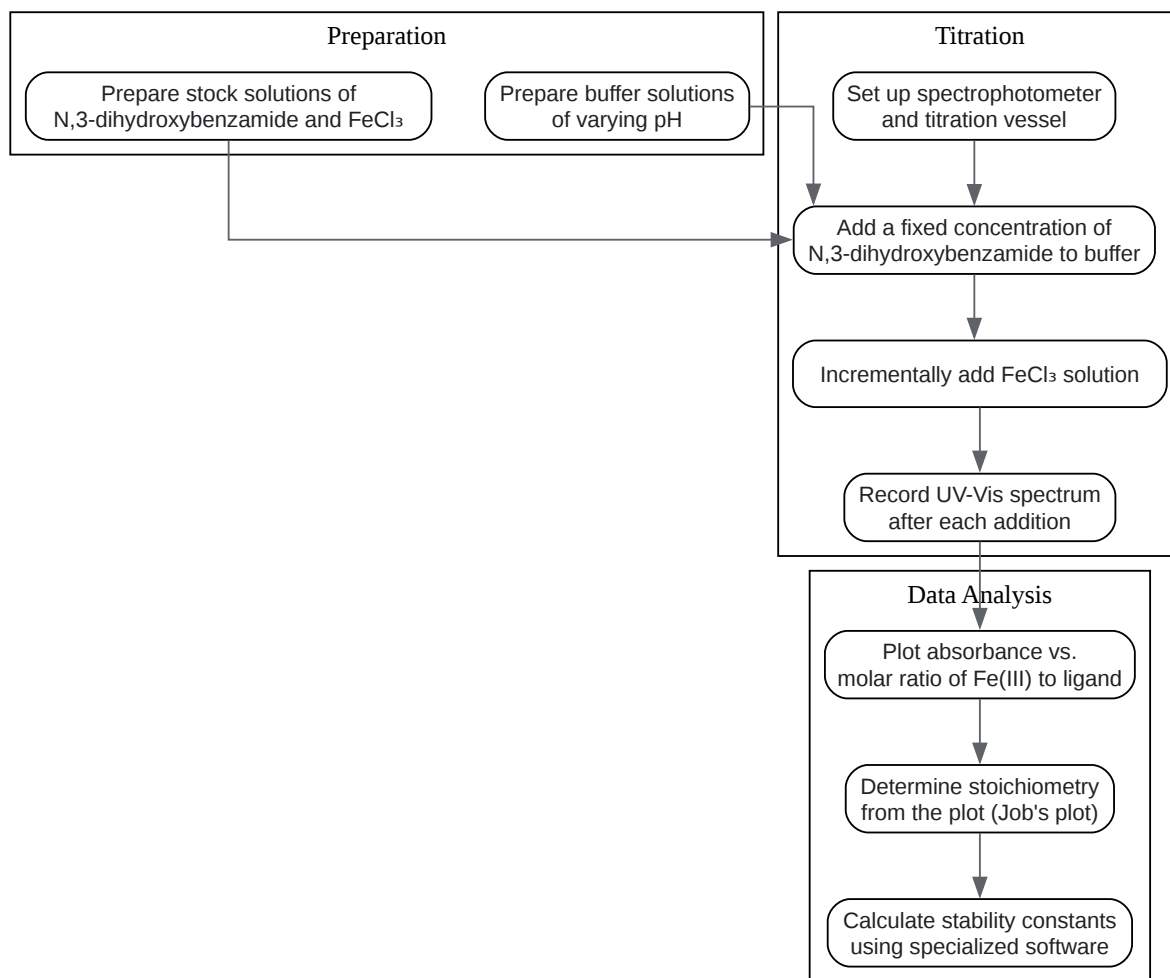 Preparation
Prepare stock solutions of
N,3-dihydroxybenzamide and FeCl₃
Prepare buffer solutions
of varying pH
Titration
Set up spectrophotometer
and titration vessel
Add a fixed concentration of
N,3-dihydroxybenzamide to buffer
Incrementally add FeCl₃ solution
Record UV-Vis spectrum
after each addition
Data Analysis
Plot absorbance vs.
molar ratio of Fe(III) to ligand
Determine stoichiometry
from the plot (Job's plot)
Calculate stability constants
using specialized software